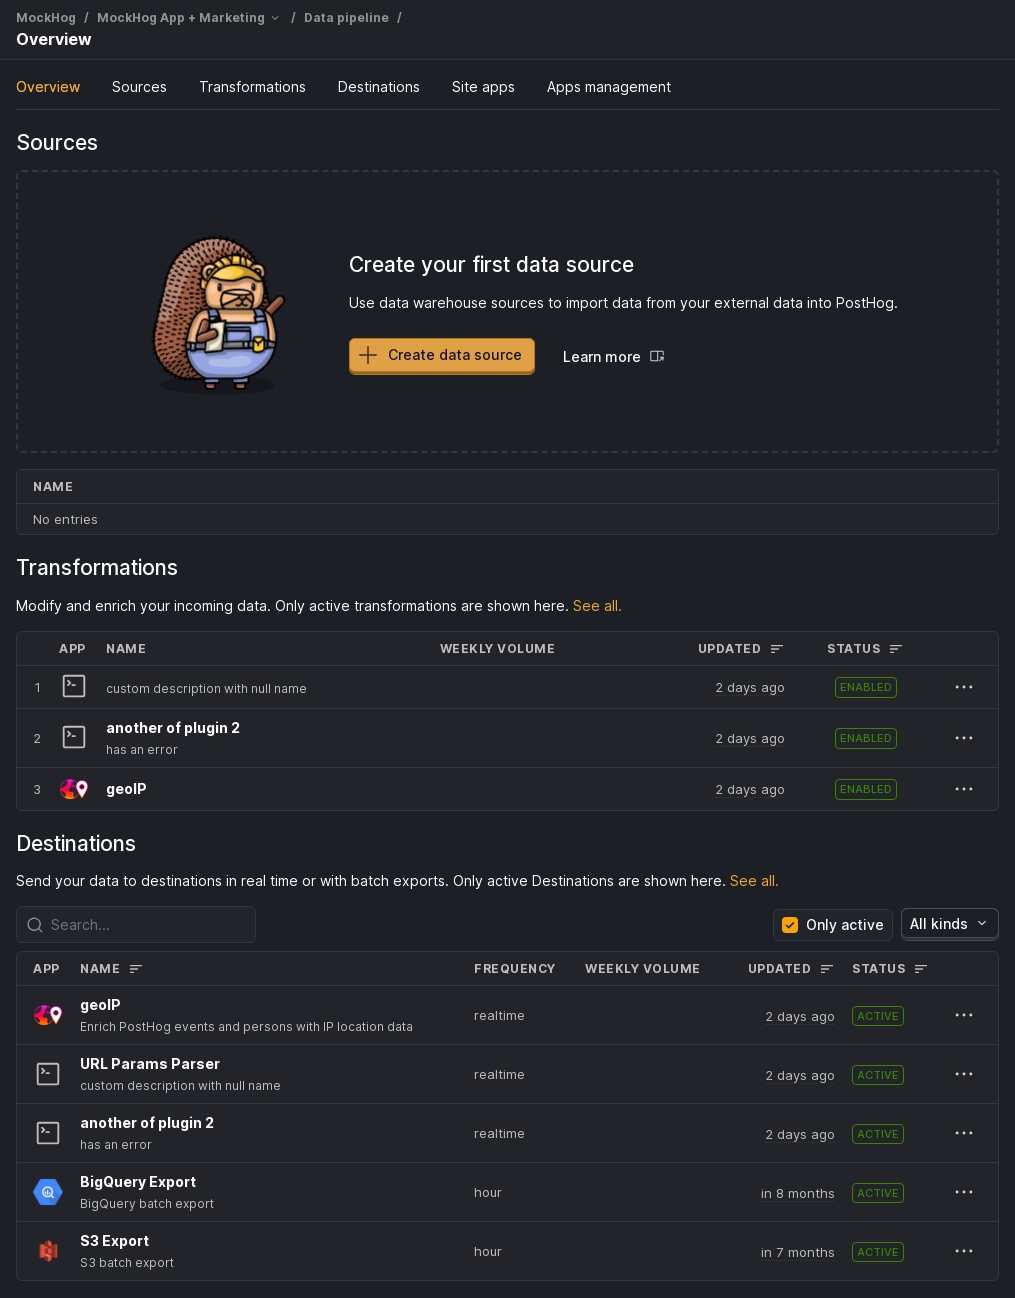 MockHog / MockHog App + Marketing / Data pipeline /
Overview
Overview Sources Transformations Destinations Site apps Apps management
Sources
Create your first data source
Use data warehouse sources to import data from your external data into PostHog.
Create data source Learn more
NAME
No entries
Transformations
Modify and enrich your incoming data. Only active transformations are shown here. See all.
APP NAME WEEKLY VOLUME UPDATED STATUS
1 custom description with null name 2 days ago ENABLED
another of plugin 2
2 2 days ago ENABLED
has an error
3 geoIP 2 days ago ENABLED
Destinations
Send your data to destinations in real time or with batch exports. Only active Destinations are shown here. See all.
Search... Only active All kinds
APP NAME FREQUENCY WEEKLY VOLUME UPDATED STATUS
geoIP
realtime 2 days ago ACTIVE
Enrich PostHog events and persons with IP location data
URL Params Parser
realtime 2 days ago ACTIVE
custom description with null name
another of plugin 2
realtime 2 days ago ACTIVE
has an error
BigQuery Export
hour in 8 months ACTIVE
BigQuery batch export
S3 Export
hour in 7 months ACTIVE
S3 batch export